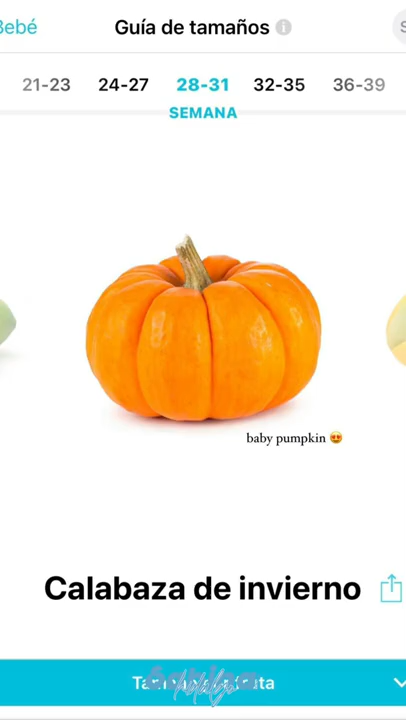 Bebé
Guía de tamaños
21-23 24-27 28-31 32-35 36-39
SEMANA
baby pumpkin 😍
Calabaza de invierno